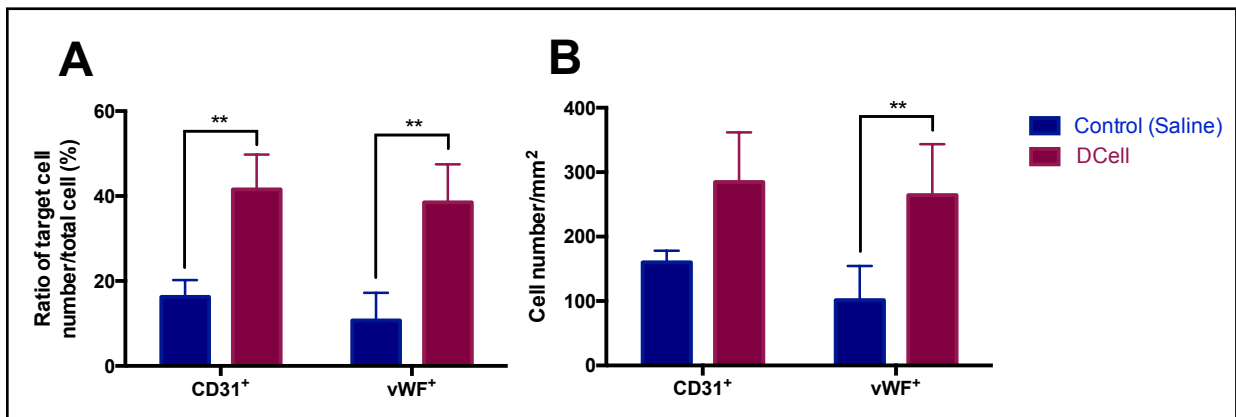 A
Ratio of target cell
number/total cell (%)
60
40
20
0
**
**
CD31⁺
vWF⁺
B
Cell number/mm²
400
300
200
100
0
**
CD31⁺
vWF⁺
Control (Saline)
DCell